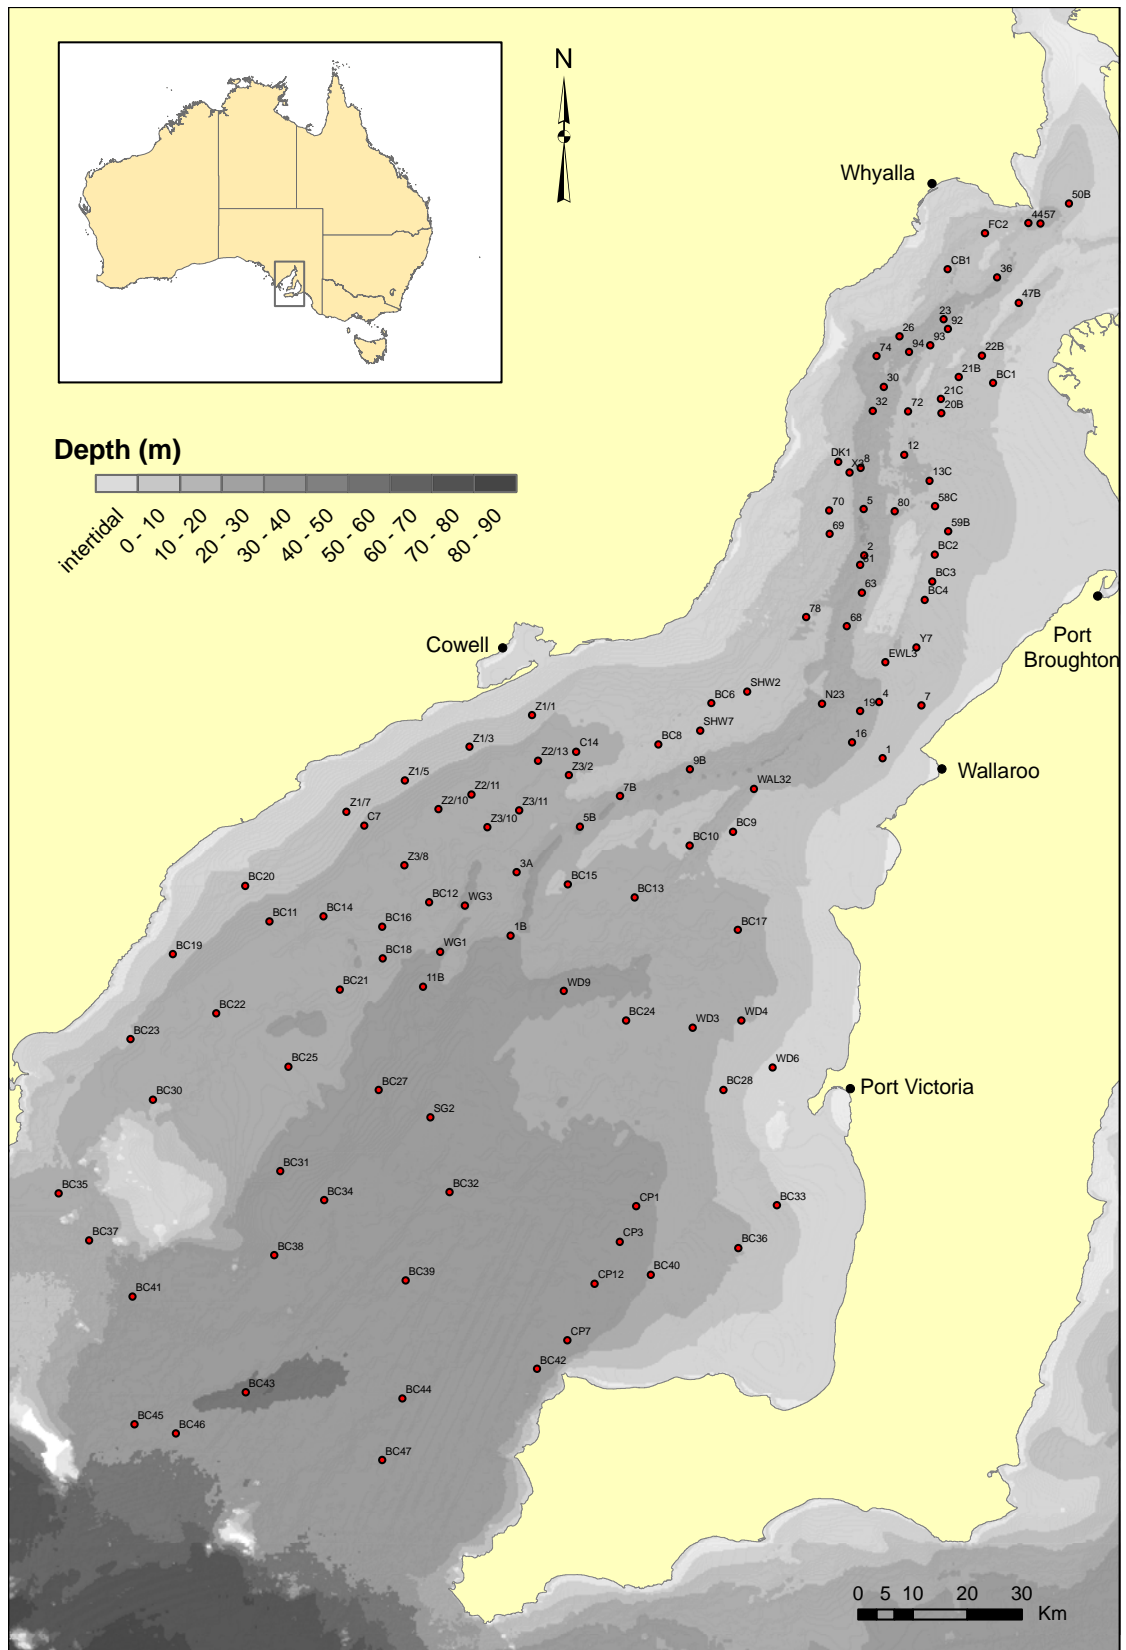 N
Whyalla
50B
44
57
FC2
CB1
36
47B
23
92
26
93
94
74
22B
21B
BC1
30
21C
32
72
20B
Depth (m)
intertidal
0 - 10
10 - 20
20 - 30
30 - 40
40 - 50
50 - 60
60 - 70
70 - 80
80 - 90
12
DK1
8
13C
70
5
80
58C
69
59B
2
BC2
BC3
63
BC4
78
68
Port
Broughton
Cowell
Y7
EWL3
SHW2
BC6
N23
4
19
7
Z1/1
SHW7
Z1/3
C14
BC8
16
Z2/13
1
Z3/2
9B
Wallaroo
Z1/5
WAL32
Z2/11
7B
Z2/10
Z3/11
Z1/7
C7
Z3/10
5B
BC9
BC10
Z3/8
3A
BC20
BC15
BC13
BC12
WG3
BC11
BC14
BC16
1B
BC17
BC19
BC18
WG1
BC21
11B
WD9
BC22
BC24
WD3
WD4
BC23
BC25
WD6
BC30
BC27
BC28
Port Victoria
SG2
BC31
BC35
BC34
BC32
CP1
BC33
BC37
BC38
CP3
BC36
BC41
BC39
CP12
BC40
CP7
BC42
BC43
BC44
BC45
BC46
BC47
0 5 10 20 30
Km